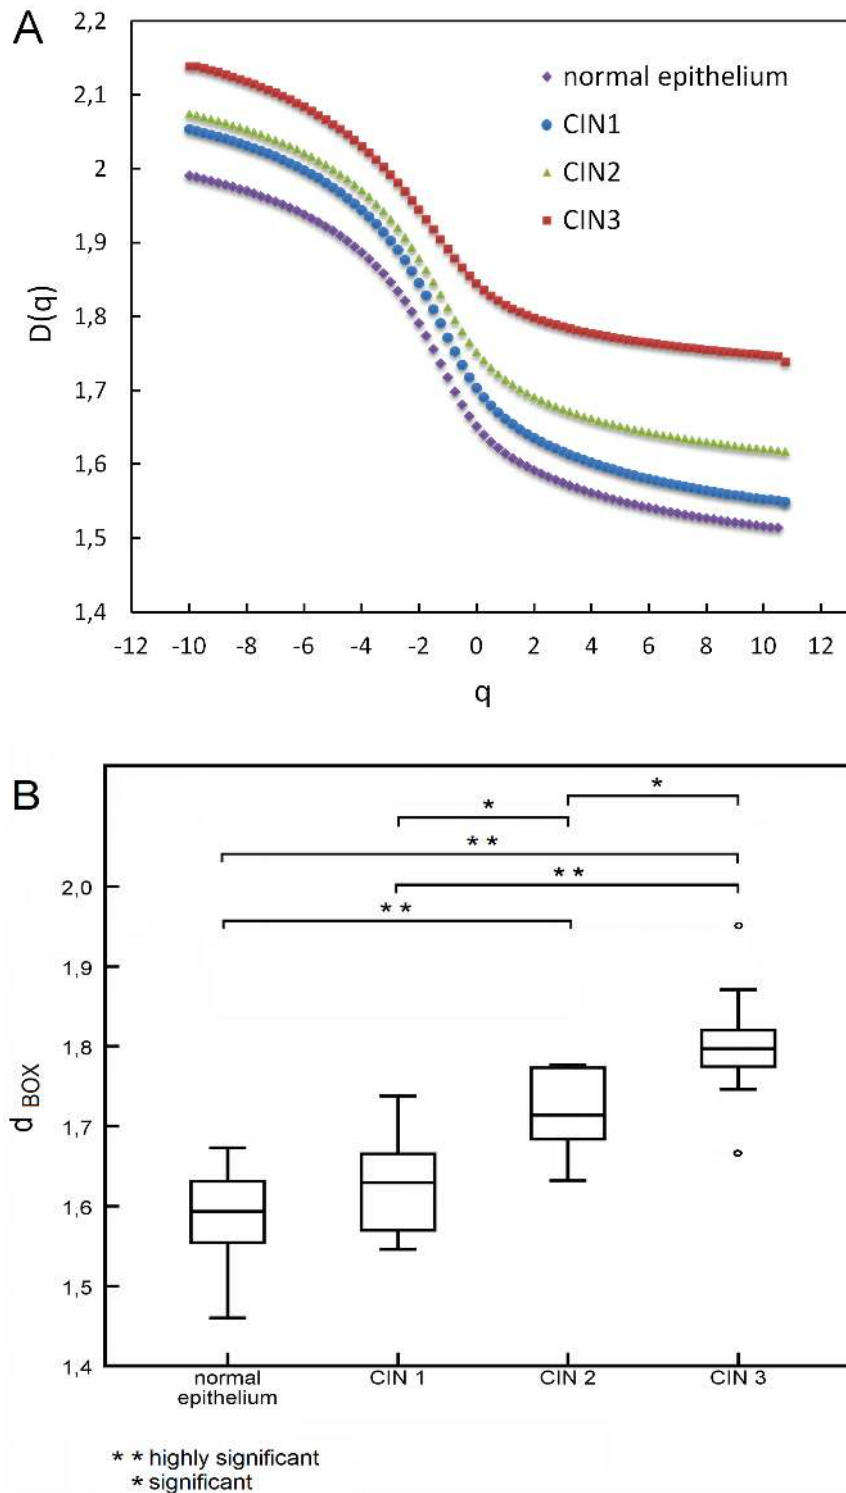 A
2,2
2,1
2
1,9
1,8
1,7
1,6
1,5
1,4
D(q)
normal epithelium
CIN1
CIN2
CIN3
-12 -10 -8 -6 -4 -2 0 2 4 6 8 10 12
q
B
*
*
* *
* *
* *
2,0
1,9
1,8
1,7
1,6
1,5
1,4
d BOX
normal epithelium
CIN 1
CIN 2
CIN 3
* * highly significant
* significant